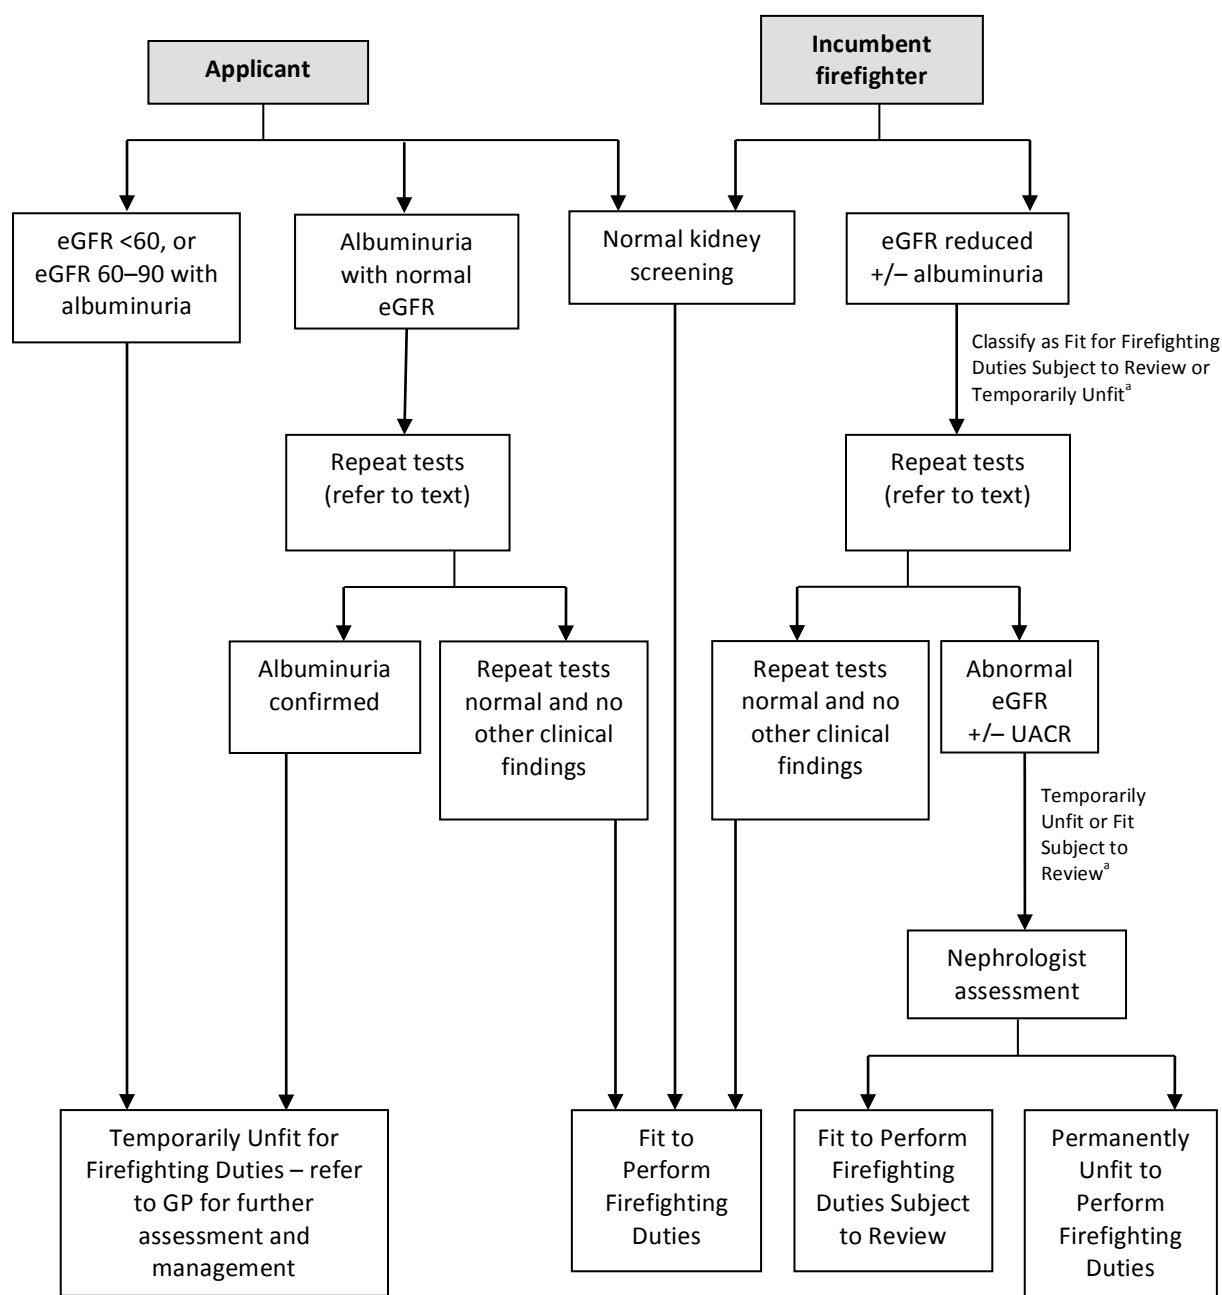 Applicant
Incumbent
firefighter
eGFR <60, or
eGFR 60–90 with
albuminuria
Albuminuria
with normal
eGFR
Normal kidney
screening
eGFR reduced
+/– albuminuria
Classify as Fit for Firefighting
Duties Subject to Review or
Temporarily Unfitᵃ
Repeat tests
(refer to text)
Repeat tests
(refer to text)
Albuminuria
confirmed
Repeat tests
normal and no
other clinical
findings
Repeat tests
normal and no
other clinical
findings
Abnormal
eGFR
+/– UACR
Temporarily
Unfit or Fit
Subject to
Reviewᵃ
Nephrologist
assessment
Temporarily Unfit for
Firefighting Duties – refer
to GP for further
assessment and
management
Fit to
Perform
Firefighting
Duties
Fit to Perform
Firefighting
Duties Subject
to Review
Permanently
Unfit to
Perform
Firefighting
Duties